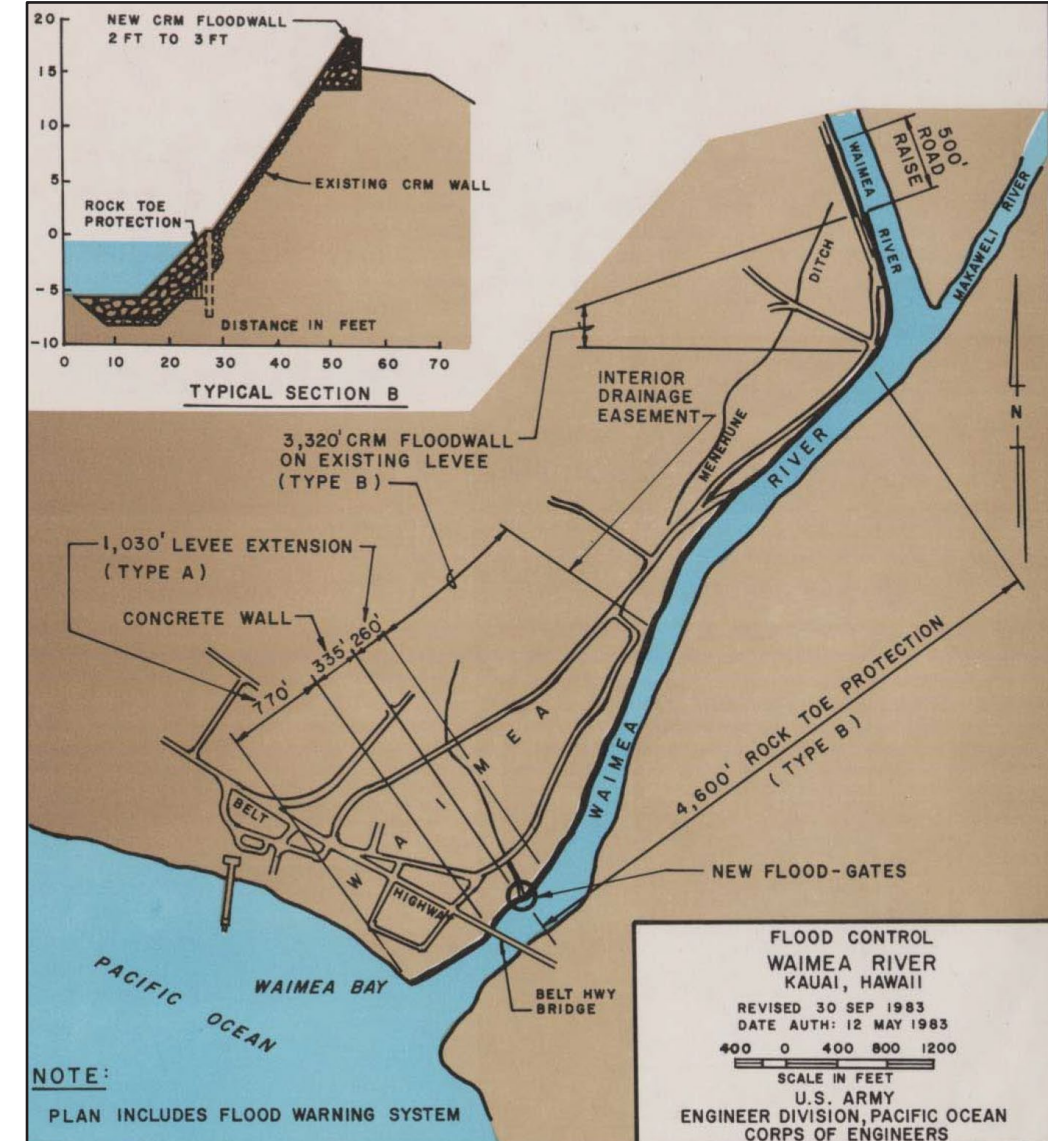 20
15
10
5
0
-5
-10
0 10 20 30 40 50 60 70
NEW CRM FLOODWALL
2 FT TO 3 FT
EXISTING CRM WALL
ROCK TOE
PROTECTION
DISTANCE IN FEET
TYPICAL SECTION B
WAIMEA RIVER
500'
ROAD
RAISE
MAKAWELI RIVER
DITCH
MENEHUNE
N
INTERIOR
DRAINAGE
EASEMENT
3,320' CRM FLOODWALL
ON EXISTING LEVEE
(TYPE B)
1,030' LEVEE EXTENSION
(TYPE A)
CONCRETE WALL
770'
335'
260'
WAIMEA RIVER
4,600' ROCK TOE PROTECTION
(TYPE B)
WAIMEA
BELT
HIGHWAY
NEW FLOOD-GATES
BELT HWY
BRIDGE
WAIMEA BAY
PACIFIC
OCEAN
NOTE:
PLAN INCLUDES FLOOD WARNING SYSTEM
FLOOD CONTROL
WAIMEA RIVER
KAUAI, HAWAII
REVISED 30 SEP 1983
DATE AUTH: 12 MAY 1983
400 0 400 800 1200
SCALE IN FEET
U.S. ARMY
ENGINEER DIVISION, PACIFIC OCEAN
CORPS OF ENGINEERS